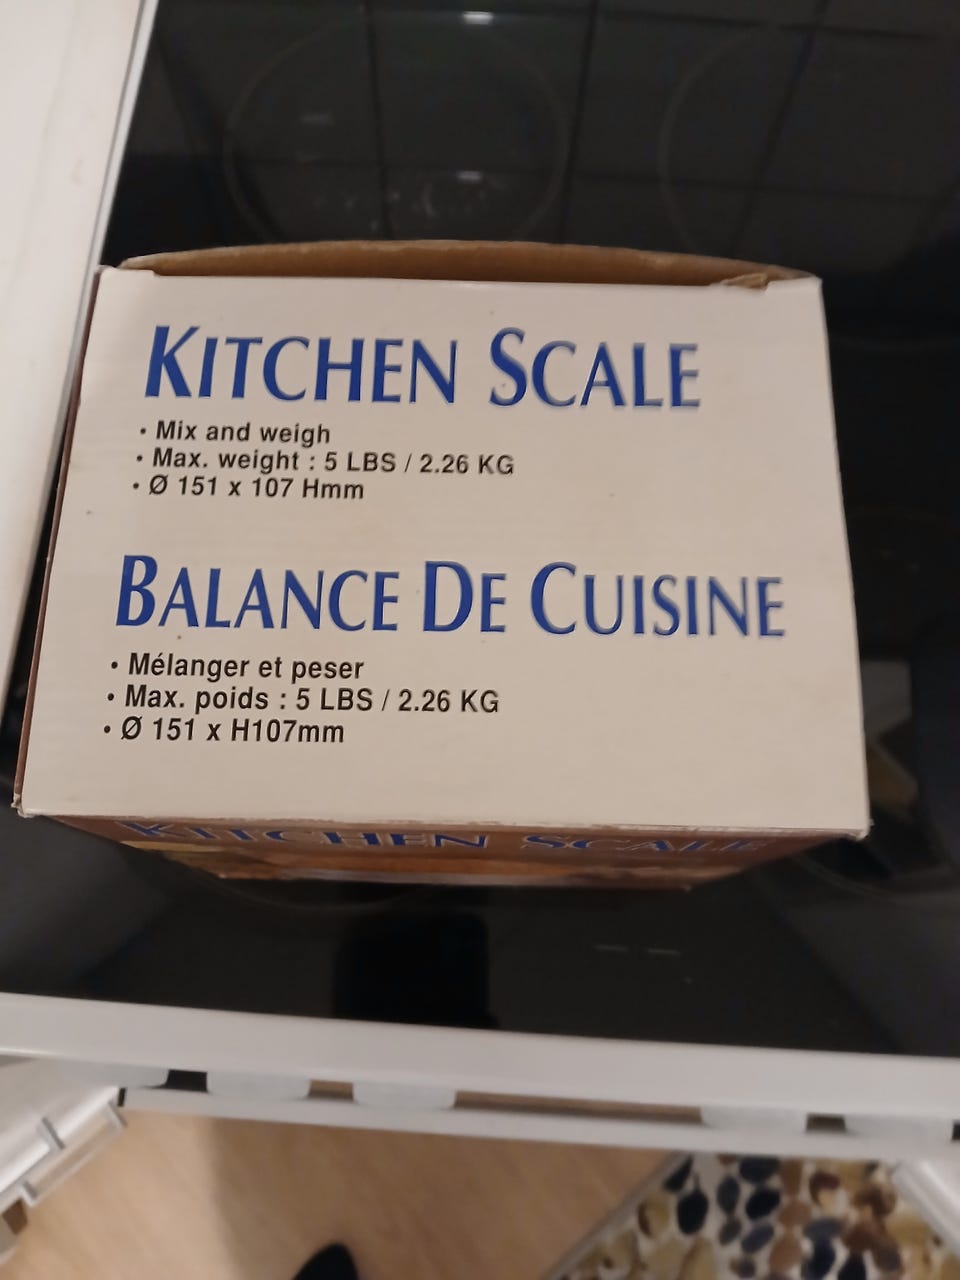 KITCHEN SCALE
• Mix and weigh
• Max. weight : 5 LBS / 2.26 KG
• Ø 151 x 107 Hmm
BALANCE DE CUISINE
• Mélanger et peser
• Max. poids : 5 LBS / 2.26 KG
• Ø 151 x H107mm
KITCHEN SCALE